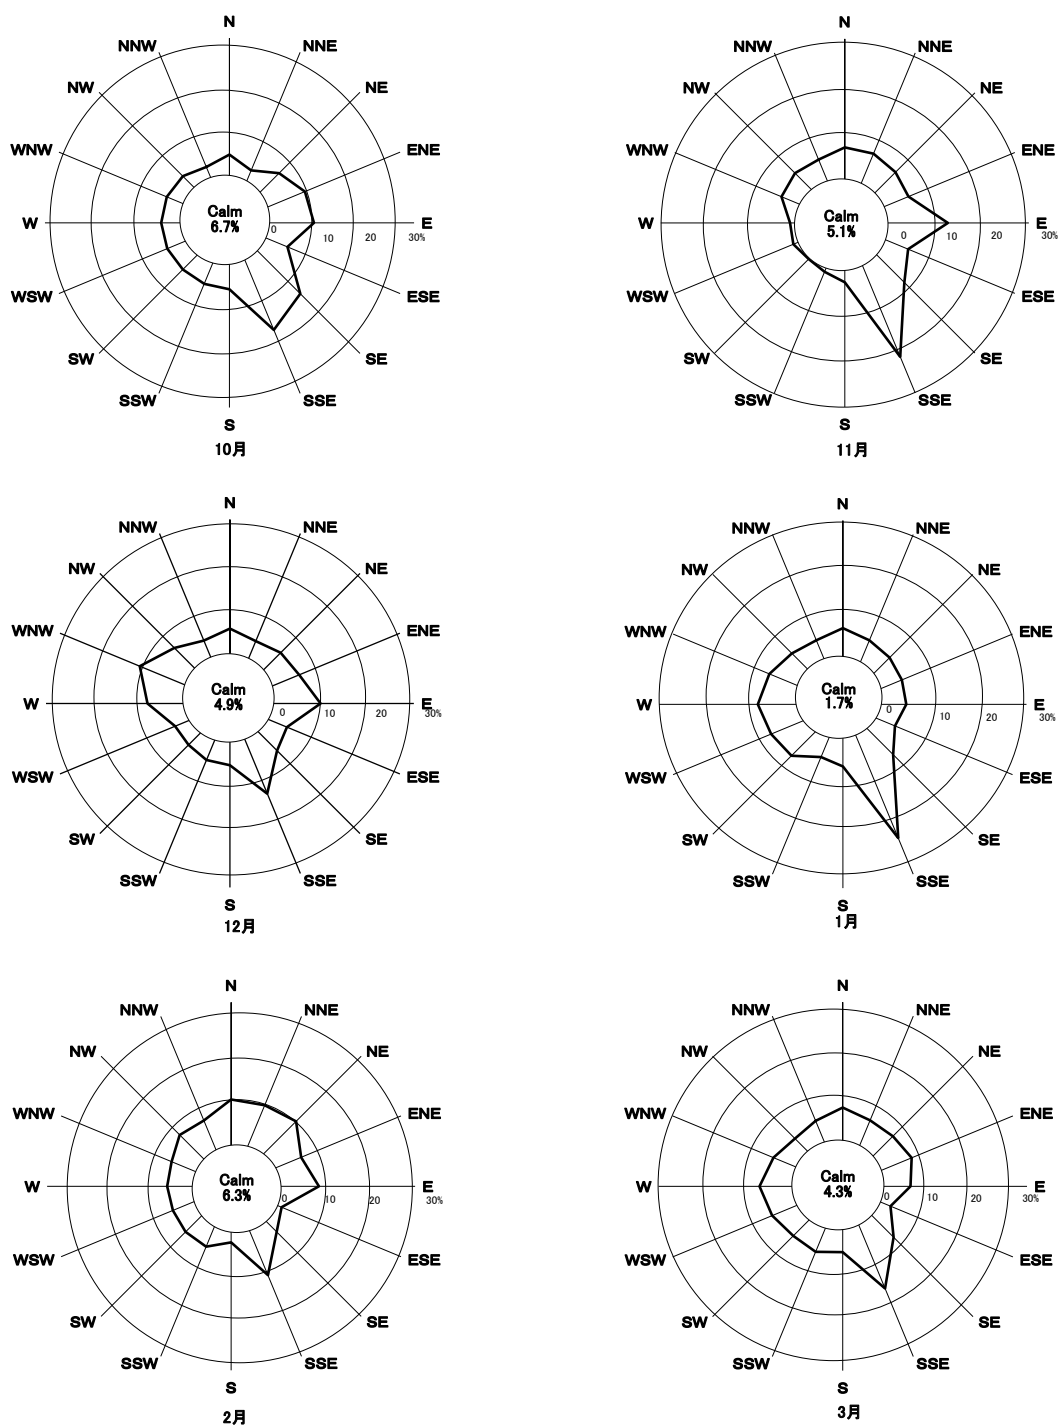 N
NNW NNE
NW NE
WNW ENE
Calm
6.7%
W E
0 10 20 30%
WSW ESE
SW SE
SSW SSE
S
10月
N
NNW NNE
NW NE
WNW ENE
Calm
5.1%
W E
0 10 20 30%
WSW ESE
SW SE
SSW SSE
S
11月
N
NNW NNE
NW NE
WNW ENE
Calm
4.9%
W E
0 10 20 30%
WSW ESE
SW SE
SSW SSE
S
12月
N
NNW NNE
NW NE
WNW ENE
Calm
1.7%
W E
0 10 20 30%
WSW ESE
SW SE
SSW SSE
S
1月
N
NNW NNE
NW NE
WNW ENE
Calm
6.3%
W E
0 10 20 30%
WSW ESE
SW SE
SSW SSE
S
2月
N
NNW NNE
NW NE
WNW ENE
Calm
4.3%
W E
0 10 20 30%
WSW ESE
SW SE
SSW SSE
S
3月